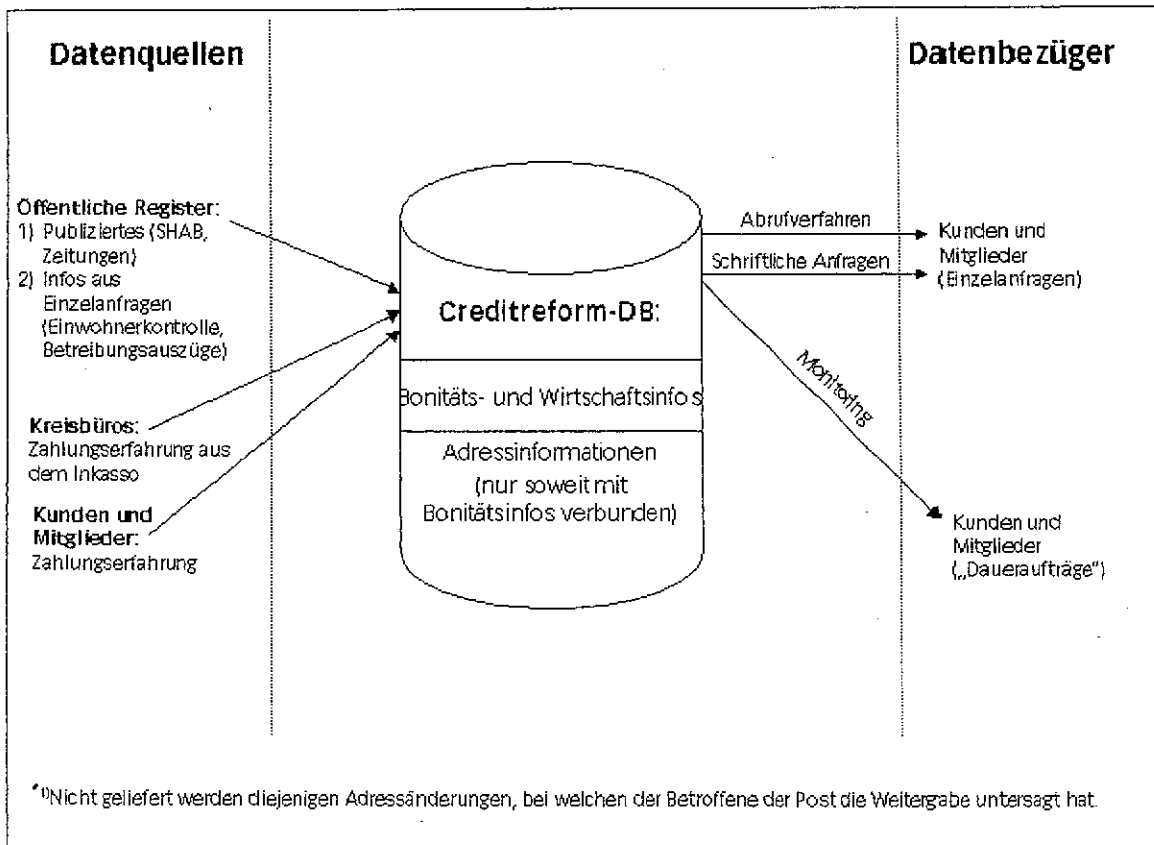 Datenquellen
Datenbezüger
Öffentliche Register:
1) Publiziertes (SHAB,
Zeitungen)
2) Infos aus
Einzelanfragen
(Einwohnerkontrolle,
Betreibungsauszüge)
Kreisbüros:
Zahlungserfahrung aus
dem Inkasso
Kunden und
Mitglieder:
Zahlungserfahrung
Creditreform-DB:
Bonitäts- und Wirtschaftsinfos
Adressinformationen
(nur soweit mit
Bonitätsinfos verbunden)
Abrufverfahren
Schriftliche Anfragen
Monitoring
Kunden und
Mitglieder
(Einzelanfragen)
Kunden und
Mitglieder
(„Daueraufträge“)
*1)Nicht geliefert werden diejenigen Adressänderungen, bei welchen der Betroffene der Post die Weitergabe untersagt hat.